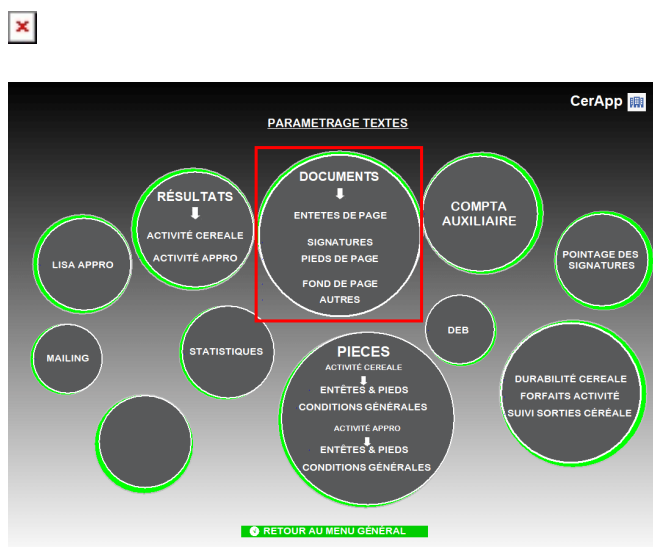 CerApp
PARAMETRAGE TEXTES
DOCUMENTS
ENTETES DE PAGE
SIGNATURES
PIEDS DE PAGE
FOND DE PAGE
AUTRES
RÉSULTATS
ACTIVITÉ CEREALE
ACTIVITÉ APPRO
COMPTA
AUXILIAIRE
LISA APPRO
POINTAGE DES
SIGNATURES
MAILING
STATISTIQUES
DEB
PIECES
ACTIVITÉ CEREALE
ENTÊTES & PIEDS
CONDITIONS GÉNÉRALES
ACTIVITÉ APPRO
ENTÊTES & PIEDS
CONDITIONS GÉNÉRALES
DURABILITÉ CEREALE
FORFAITS ACTIVITÉ
SUIVI SORTIES CÉRÉALE
RETOUR AU MENU GÉNÉRAL